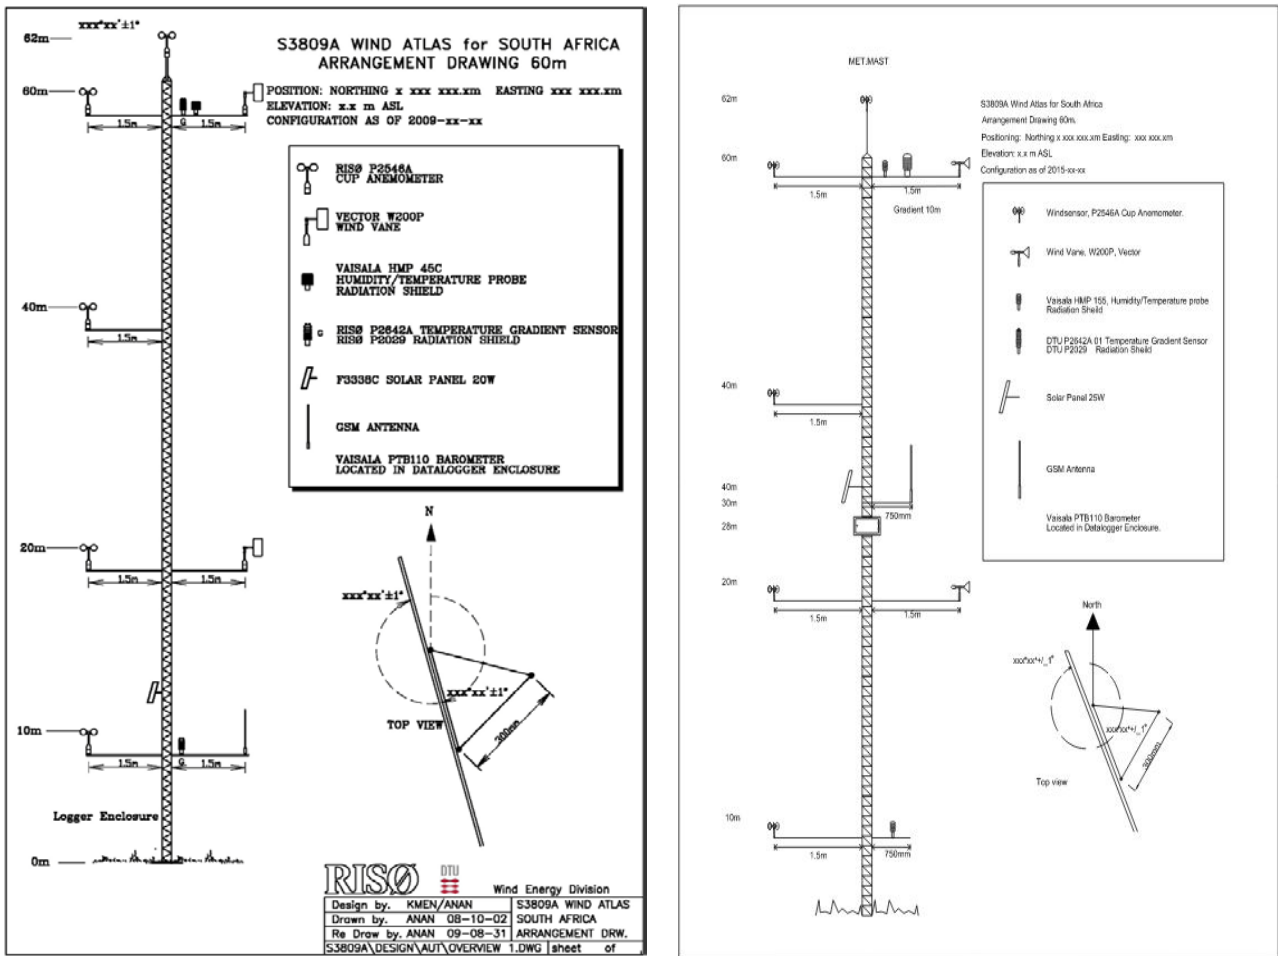 xxx°xx'±1°
62m
S3809A WIND ATLAS for SOUTH AFRICA
ARRANGEMENT DRAWING 60m
60m
POSITION: NORTHING x xxx xxx.xm EASTING xxx xxx.xm
ELEVATION: x.x m ASL
CONFIGURATION AS OF 2009-xx-xx
1.5m
G
1.5m
RISØ P2546A
CUP ANEMOMETER
VECTOR W200P
WIND VANE
VAISALA HMP 45C
HUMIDITY/TEMPERATURE PROBE
RADIATION SHIELD
40m
1.5m
G RISØ P2642A TEMPERATURE GRADIENT SENSOR
RISØ P2029 RADIATION SHIELD
F3338C SOLAR PANEL 20W
GSM ANTENNA
VAISALA PTB110 BAROMETER
LOCATED IN DATALOGGER ENCLOSURE
N
20m
1.5m
1.5m
xxx°xx'±1°
xxx°xx'±1°
TOP VIEW
300mm
10m
1.5m
G
1.5m
Logger Enclosure
0m
RISØ
DTU
Wind Energy Division
Design by. KMEN/ANAN
S3809A WIND ATLAS
Drawn by. ANAN 08-10-02
SOUTH AFRICA
Re Draw by. ANAN 09-08-31
ARRANGEMENT DRW.
S3809A\DESIGN\AUT\OVERVIEW 1.DWG
sheet of
MET.MAST
62m
S3809A Wind Atlas for South Africa
Arrangement Drawing 60m.
Positioning: Northing x xxx xxx.xm Easting: xxx xxx.xm
Elevation: x.x m ASL
Configuration as of 2015-xx-xx
60m
1.5m
1.5m
Gradient 10m
Windsensor, P2546A Cup Anemometer.
Wind Vane, W200P, Vector
Vaisala HMP 155, Humidity/Temperature probe
Radiation Sheild
DTU P2642A 01 Temperature Gradient Sensor
DTU P2029 Radiation Sheild
Solar Panel 25W
GSM Antenna
Vaisala PTB110 Barometer
Located in Datalogger Enclosure.
40m
1.5m
40m
30m
750mm
28m
20m
1.5m
1.5m
North
xxx°xx'+/_1°
xxx°xx'+/_1°
300mm
Top view
10m
1.5m
750mm